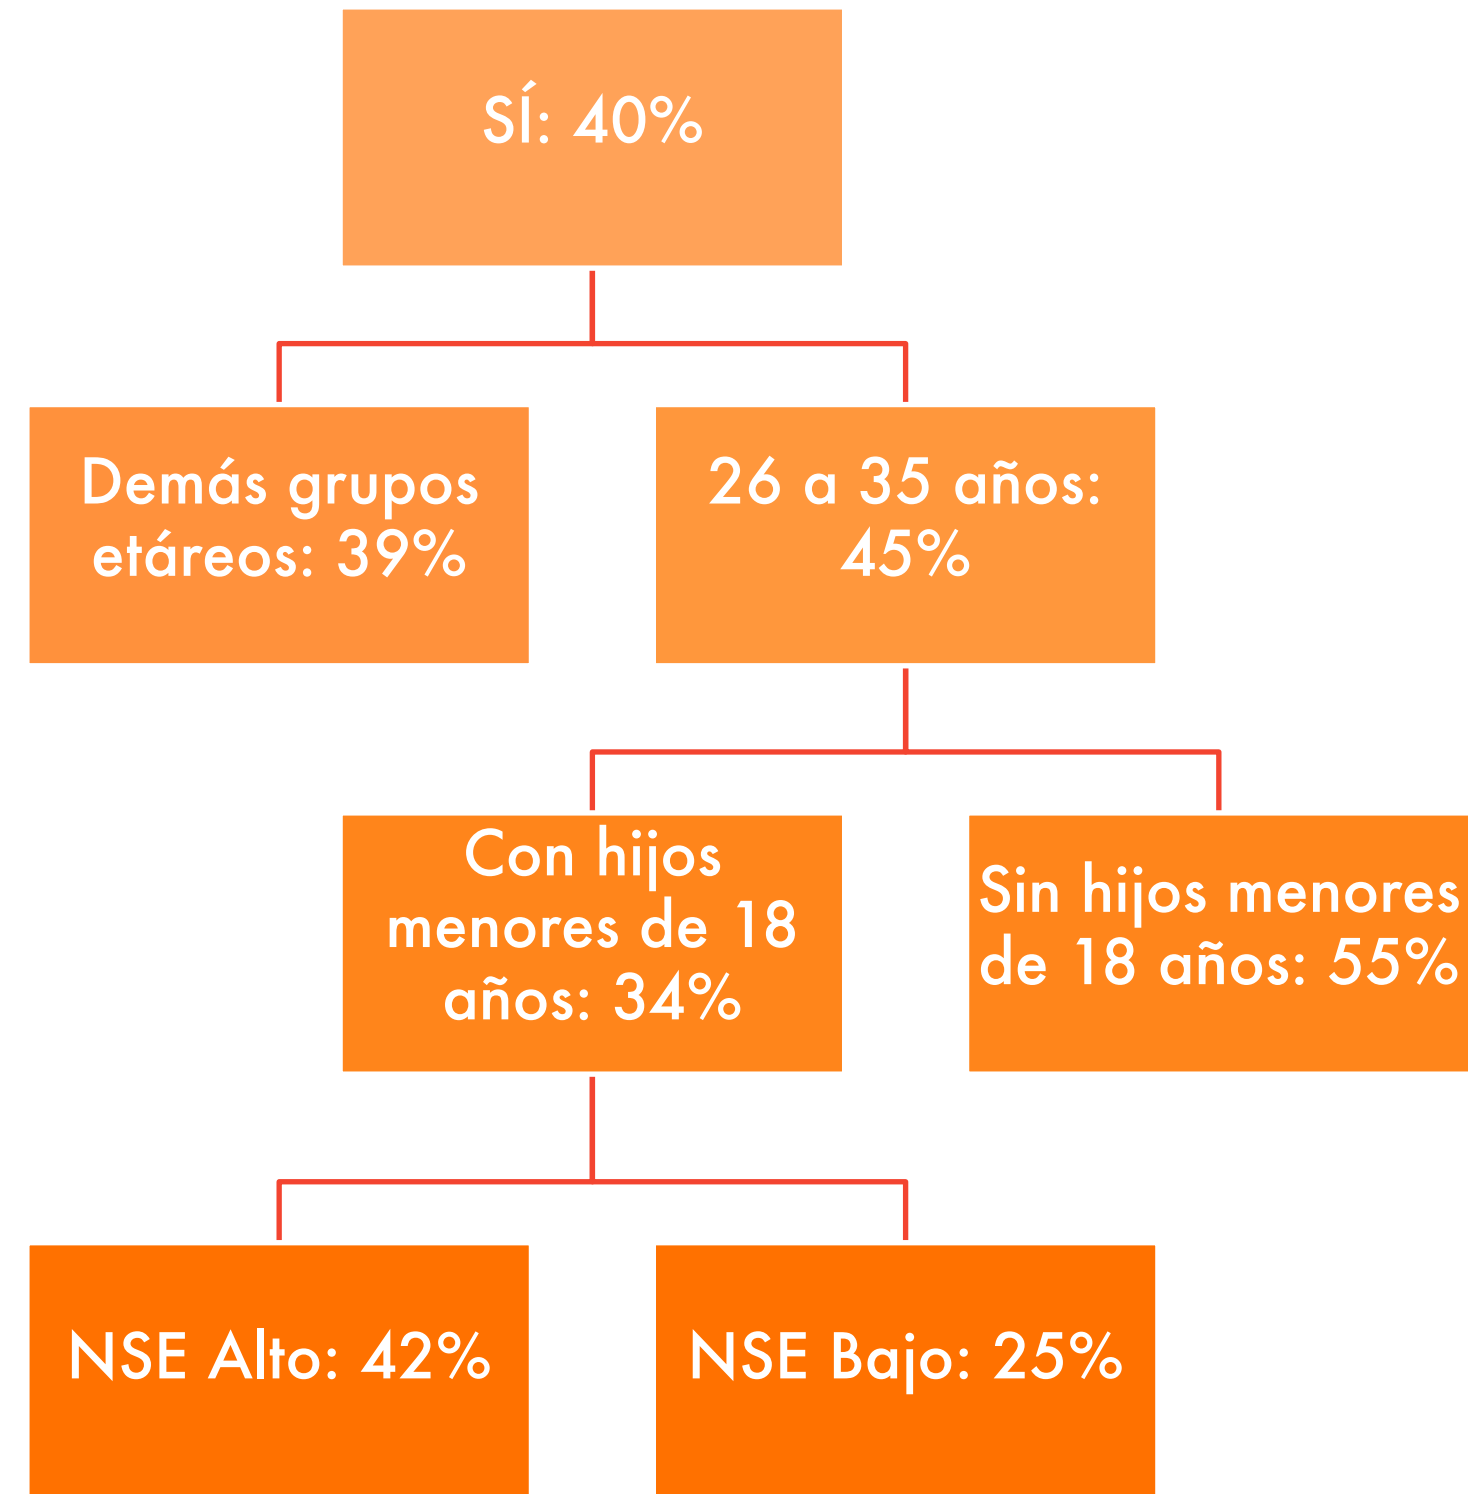 SÍ: 40%
Demás grupos
etáreos: 39%
26 a 35 años:
45%
Con hijos
menores de 18
años: 34%
Sin hijos menores
de 18 años: 55%
NSE Alto: 42%
NSE Bajo: 25%